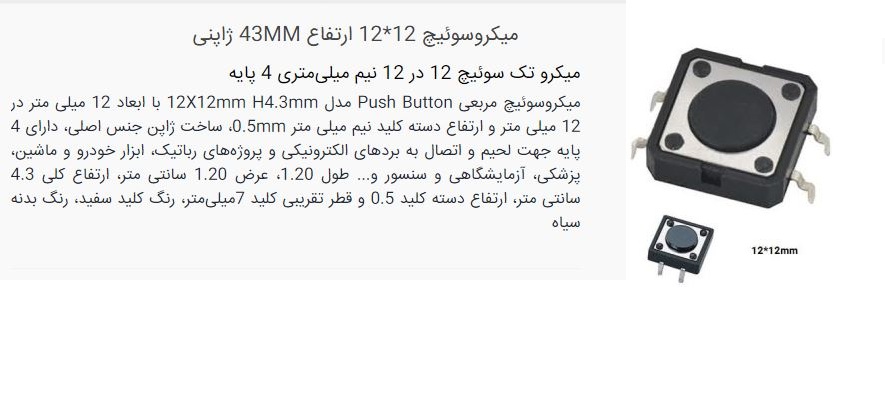 میکروسوئیچ 12*12 ارتفاع 43MM ژاپنی
میکرو تک سوئیچ 12 در 12 نیم میلی‌متری 4 پایه
میکروسوئیچ مربعی Push Button مدل 12X12mm H4.3mm با ابعاد 12 میلی متر در
12 میلی متر و ارتفاع دسته کلید نیم میلی متر 0.5mm، ساخت ژاپن جنس اصلی، دارای 4
پایه جهت لحیم و اتصال به بردهای الکترونیکی و پروژه‌های رباتیک، ابزار خودرو و ماشین،
پزشکی، آزمایشگاهی و سنسور و... طول 1.20، عرض 1.20 سانتی متر، ارتفاع کلی 4.3
سانتی متر، ارتفاع دسته کلید 0.5 و قطر تقریبی کلید 7میلی‌متر، رنگ کلید سفید، رنگ بدنه
سیاه
12*12mm